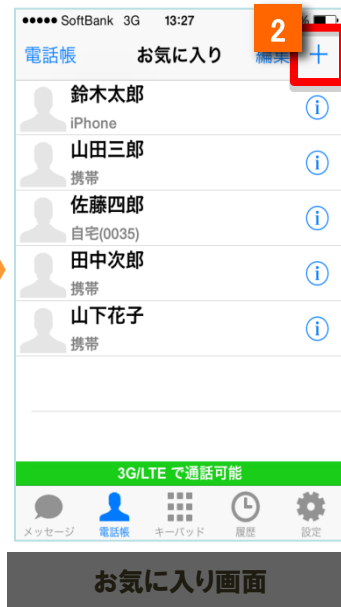 ●●●●● SoftBank 3G 13:27 %
2
電話帳 お気に入り 編集 +
鈴木太郎
iPhone
山田三郎
携帯
佐藤四郎
自宅(0035)
田中次郎
携帯
山下花子
携帯
3G/LTE で通話可能
メッセージ 電話帳 キーパッド 履歴 設定
お気に入り画面